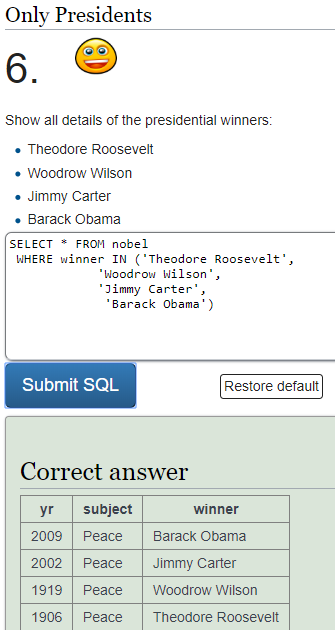 Only Presidents
6.
Show all details of the presidential winners:
• Theodore Roosevelt
• Woodrow Wilson
• Jimmy Carter
• Barack Obama
SELECT * FROM nobel
WHERE winner IN ('Theodore Roosevelt',
'Woodrow Wilson',
'Jimmy Carter',
'Barack Obama')
Submit SQL Restore default
Correct answer
yr subject winner
2009 Peace Barack Obama
2002 Peace Jimmy Carter
1919 Peace Woodrow Wilson
1906 Peace Theodore Roosevelt